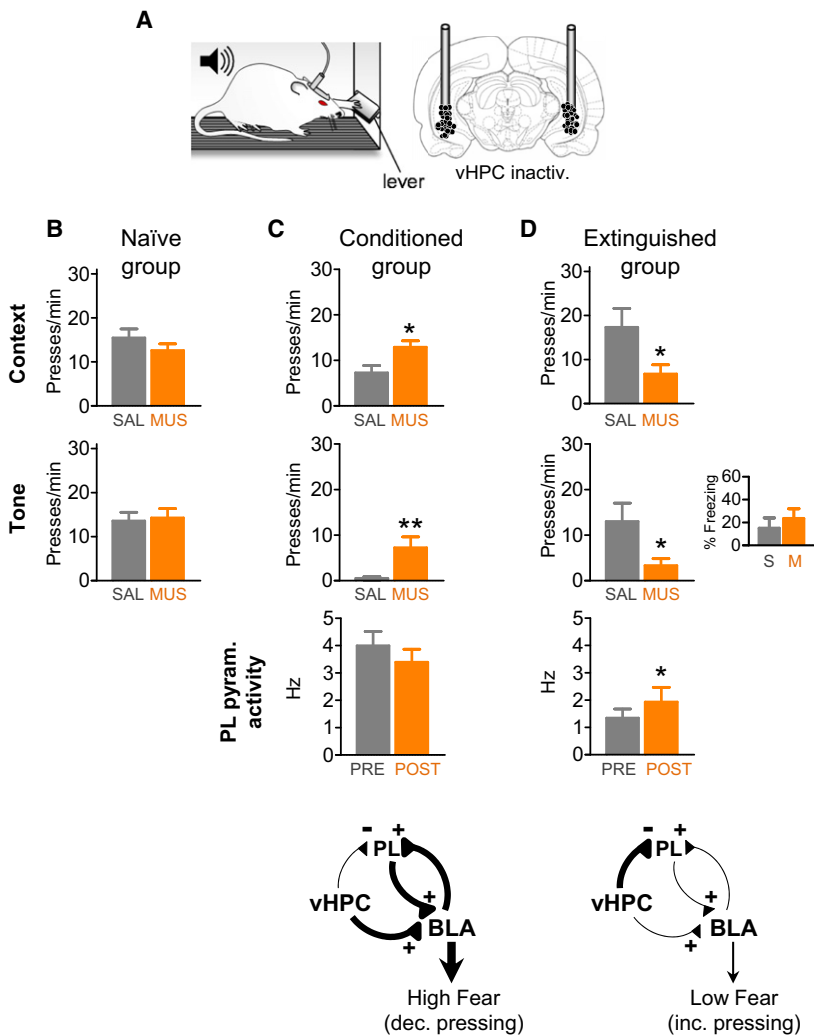 A
lever
vHPC inactiv.
B
Naïve
group
C
Conditioned
group
D
Extinguished
group
Context
Presses/min
30
20
10
0
SAL MUS
Presses/min
30
20
10
0
*
SAL MUS
Presses/min
30
20
10
0
*
SAL MUS
Tone
Presses/min
30
20
10
0
SAL MUS
Presses/min
30
20
10
0
**
SAL MUS
Presses/min
30
20
10
0
*
SAL MUS
% Freezing
60
40
20
0
S M
PL pyram.
activity
Hz
5
4
3
2
1
0
PRE POST
Hz
5
4
3
2
1
0
*
PRE POST
- +
PL
+
vHPC
BLA
+
High Fear
(dec. pressing)
- +
PL
+
vHPC
BLA
+
Low Fear
(inc. pressing)